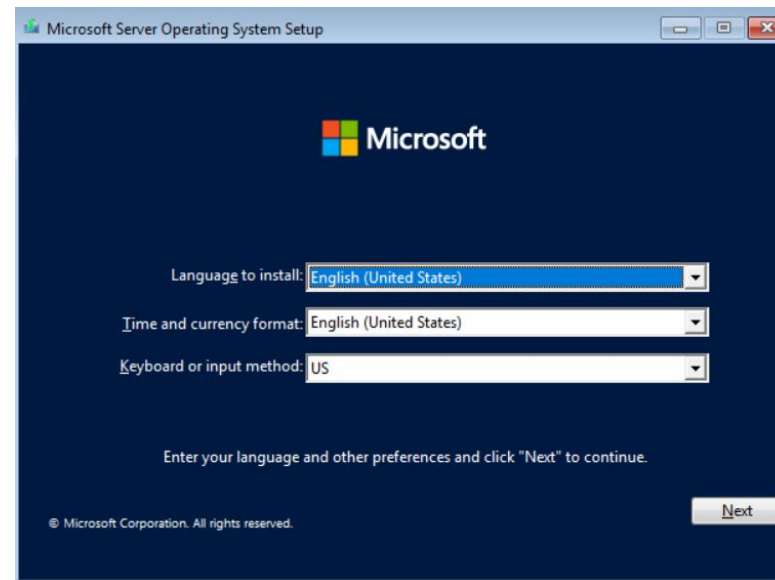 Microsoft Server Operating System Setup
Microsoft
Language to install: English (United States)
Time and currency format: English (United States)
Keyboard or input method: US
Enter your language and other preferences and click "Next" to continue.
Next
© Microsoft Corporation. All rights reserved.